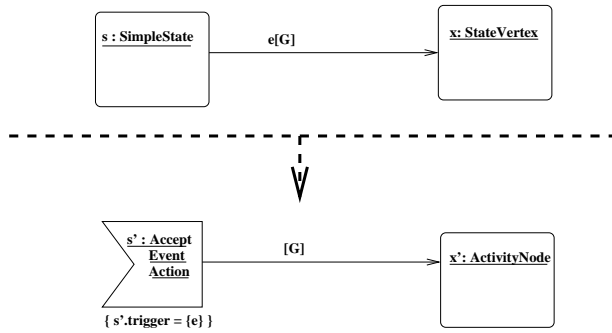 s : SimpleState
e[G]
x: StateVertex
s' : Accept
Event
Action
[G]
x': ActivityNode
{ s'.trigger = {e} }